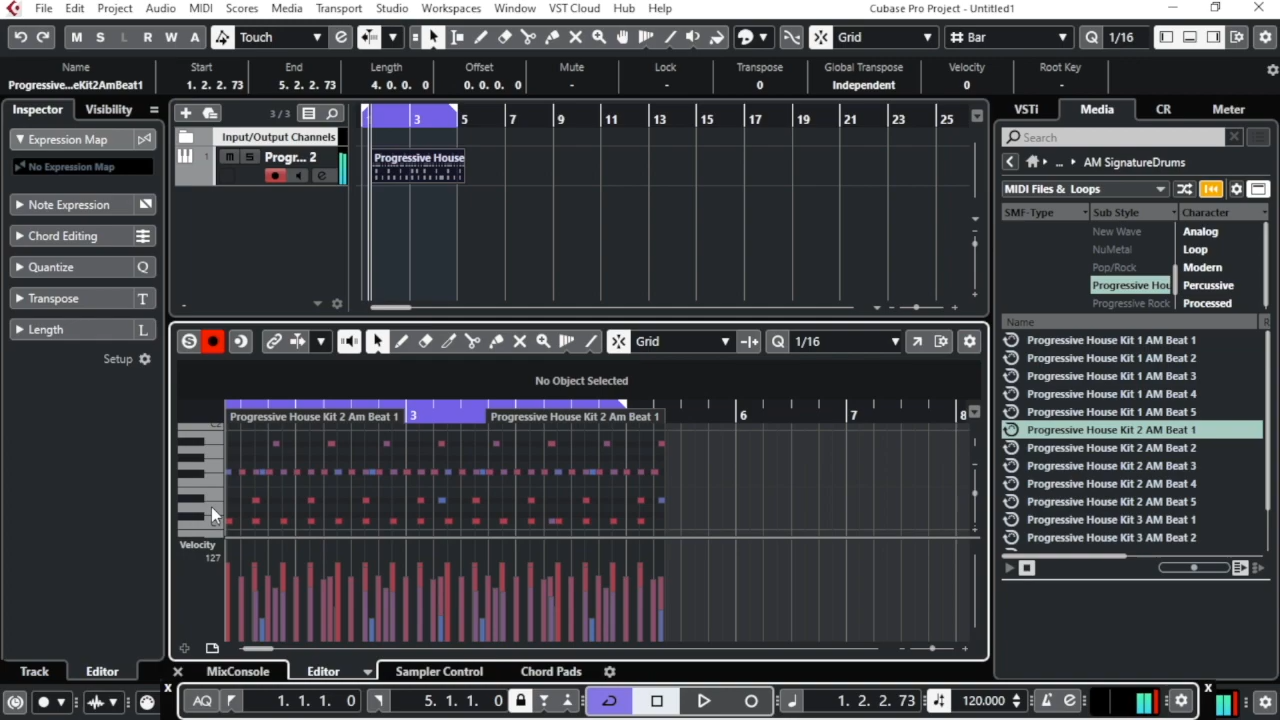 File Edit Project Audio MIDI Scores Media Transport Studio Workspaces Window VST Cloud Hub Help Cubase Pro Project - Untitled1
M S L R W A Touch Grid Bar Q 1/16
Name Start End Length Offset Mute Lock Transpose Global Transpose Velocity Root Key
Progressive...eKit2AmBeat1 1. 2. 2. 73 5. 2. 2. 73 4. 0. 0. 0 0. 0. 0. 0 - - 0 Independent 0 -
Inspector Visibility 3 / 3 3 5 7 9 11 13 15 17 19 21 23 25 VSTi Media CR Meter
Expression Map Input/Output Channels Search
No Expression Map 1 m S Progr... 2 Progressive House ... AM SignatureDrums
MIDI Files & Loops
Note Expression SMF-Type Sub Style Character
New Wave Analog
Chord Editing NuMetal Loop
Quantize Q Pop/Rock Modern
Progressive Hou Percussive
Transpose T Progressive Rock Processed
Name
Length L S Grid Q 1/16 Progressive House Kit 1 AM Beat 1
Setup Progressive House Kit 1 AM Beat 2
No Object Selected Progressive House Kit 1 AM Beat 3
Progressive House Kit 1 AM Beat 4
3 5 6 7 8 Progressive House Kit 1 AM Beat 5
Progressive House Kit 2 Am Beat 1 Progressive House Kit 2 Am Beat 1
Progressive House Kit 2 AM Beat 1
Progressive House Kit 2 AM Beat 2
Progressive House Kit 2 AM Beat 3
Progressive House Kit 2 AM Beat 4
Progressive House Kit 2 AM Beat 5
Progressive House Kit 3 AM Beat 1
Progressive House Kit 3 AM Beat 2
Velocity
127
Track Editor MixConsole Editor Sampler Control Chord Pads
AQ 1. 1. 1. 0 5. 1. 1. 0 1. 2. 2. 73 120.000